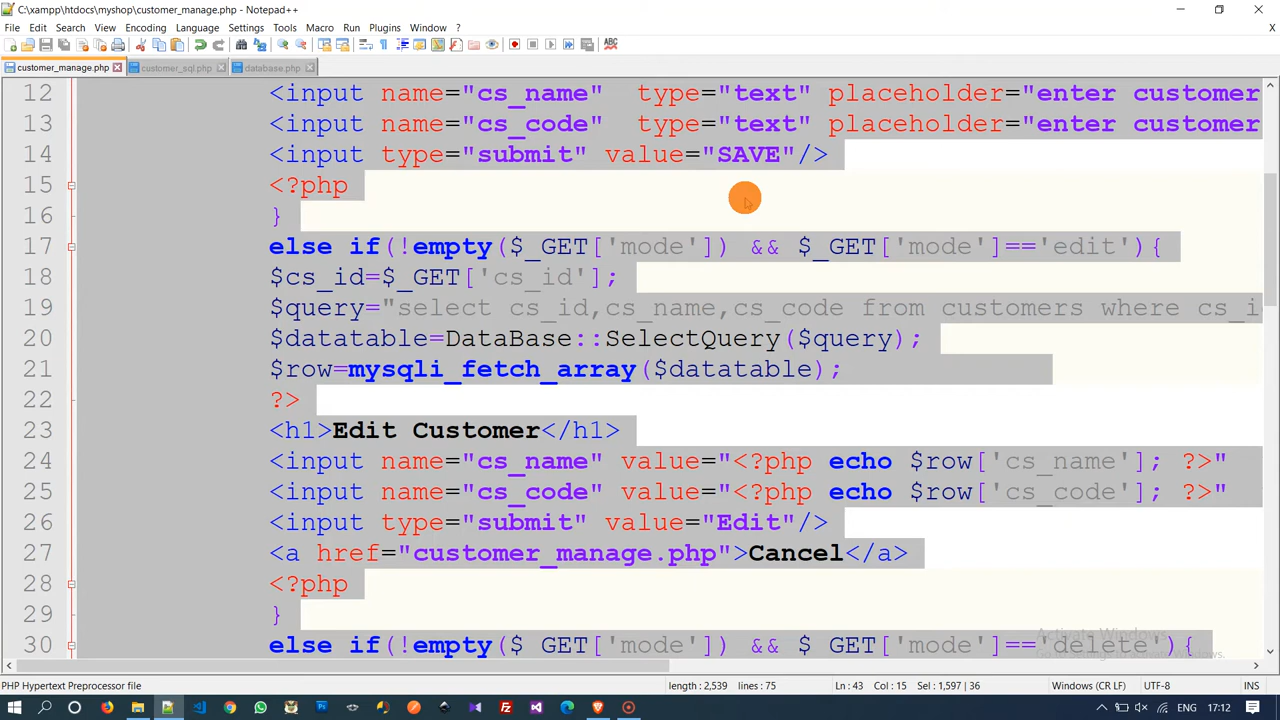 C:\xampp\htdocs\myshop\customer_manage.php - Notepad++
File Edit Search View Encoding Language Settings Tools Macro Run Plugins Window ? X
customer_manage.php customer_sql.php database.php
12 <input name="cs_name" type="text" placeholder="enter customer
13 <input name="cs_code" type="text" placeholder="enter customer
14 <input type="submit" value="SAVE"/>
15 <?php
16 }
17 else if(!empty($_GET['mode']) && $_GET['mode']=='edit'){
18 $cs_id=$_GET['cs_id'];
19 $query="select cs_id,cs_name,cs_code from customers where cs_i
20 $datatable=DataBase::SelectQuery($query);
21 $row=mysqli_fetch_array($datatable);
22 ?>
23 <h1>Edit Customer</h1>
24 <input name="cs_name" value="<?php echo $row['cs_name']; ?>"
25 <input name="cs_code" value="<?php echo $row['cs_code']; ?>"
26 <input type="submit" value="Edit"/>
27 <a href="customer_manage.php">Cancel</a>
28 <?php
29 }
30 else if(!empty($_GET['mode']) && $_GET['mode']=='delete'){
Activate Windows
Go to Settings to activate Windows.
PHP Hypertext Preprocessor file length : 2,539 lines : 75 Ln : 43 Col : 15 Sel : 1,597 | 36 Windows (CR LF) UTF-8 INS
ENG 17:12